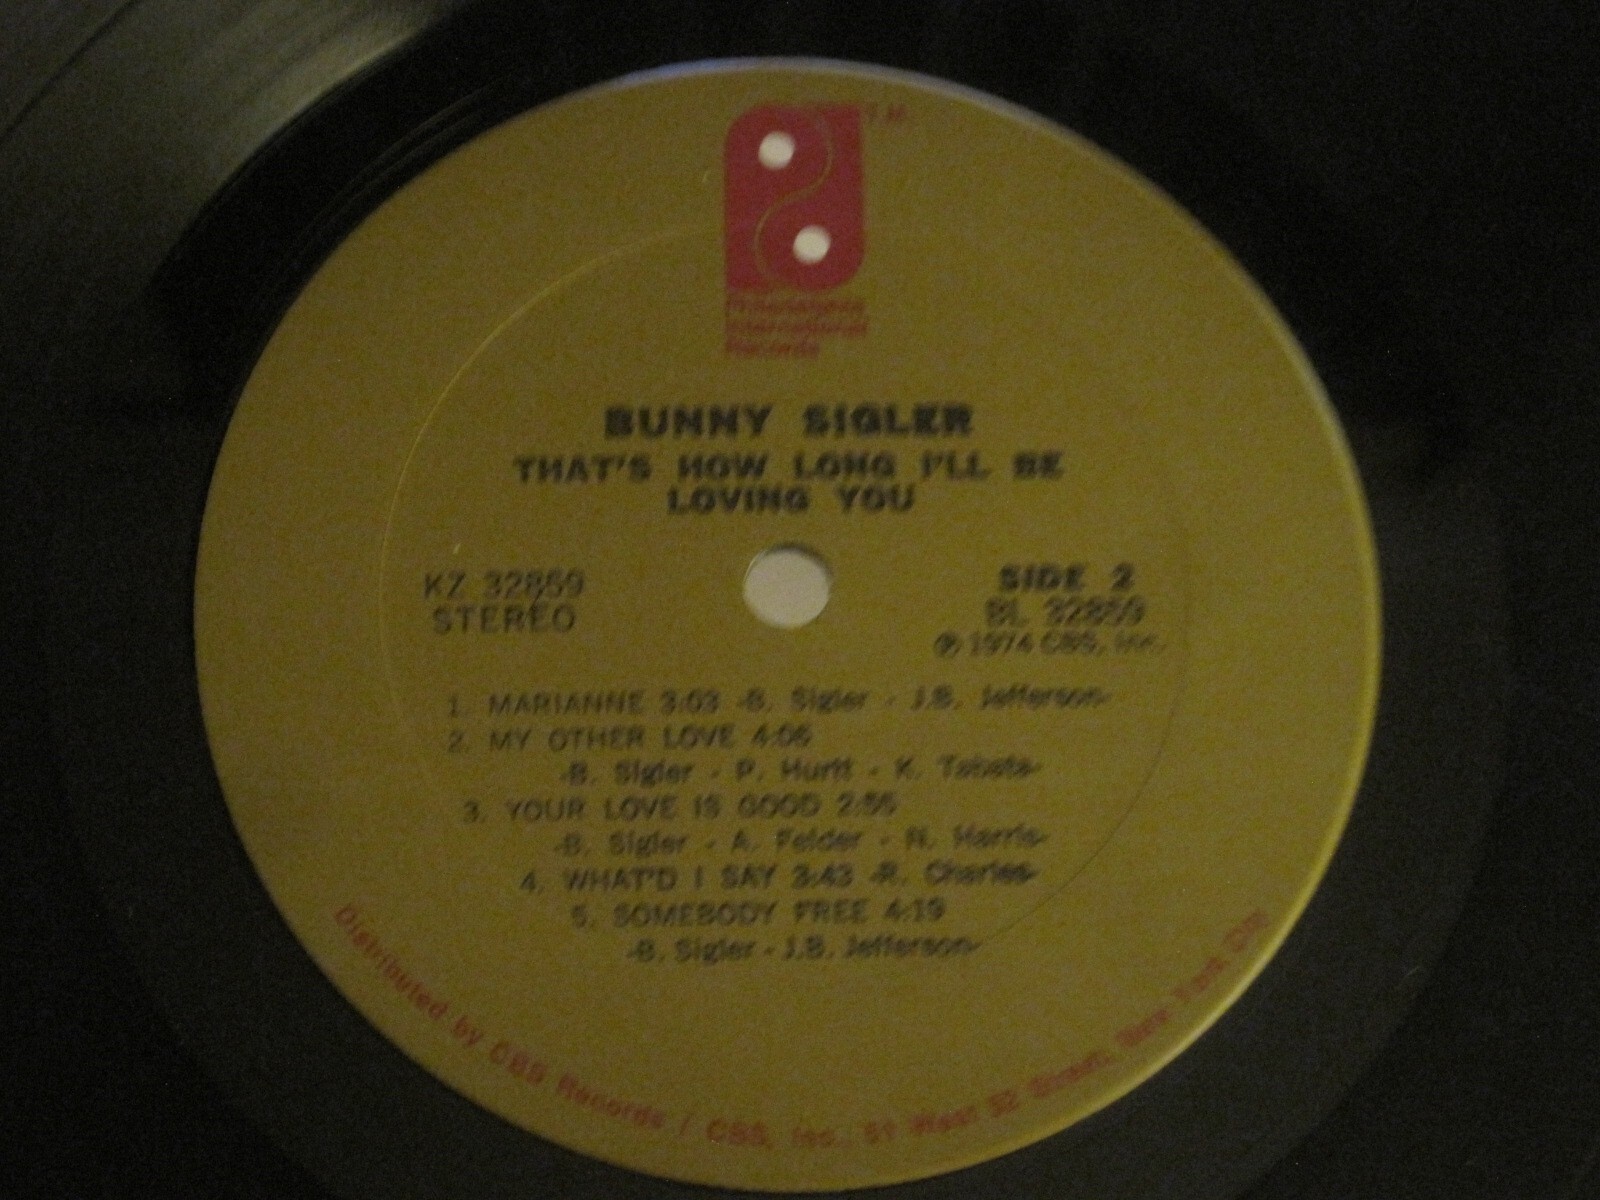 T.M.
Philadelphia
International
Records
BUNNY SIGLER
THAT'S HOW LONG I'LL BE
LOVING YOU
KZ 32859
STEREO
SIDE 2
BL 32859
℗ 1974 CBS, Inc.
1. MARIANNE 3:03 -B. Sigler - J.B. Jefferson-
2. MY OTHER LOVE 4:06
-B. Sigler - P. Hurtt - K. Tabata-
3. YOUR LOVE IS GOOD 2:55
-B. Sigler - A. Felder - N. Harris-
4. WHAT'D I SAY 3:43 -R. Charles-
5. SOMEBODY FREE 4:19
-B. Sigler - J.B. Jefferson-
Distributed by CBS Records / CBS, Inc. 51 West 52 Street, New York City